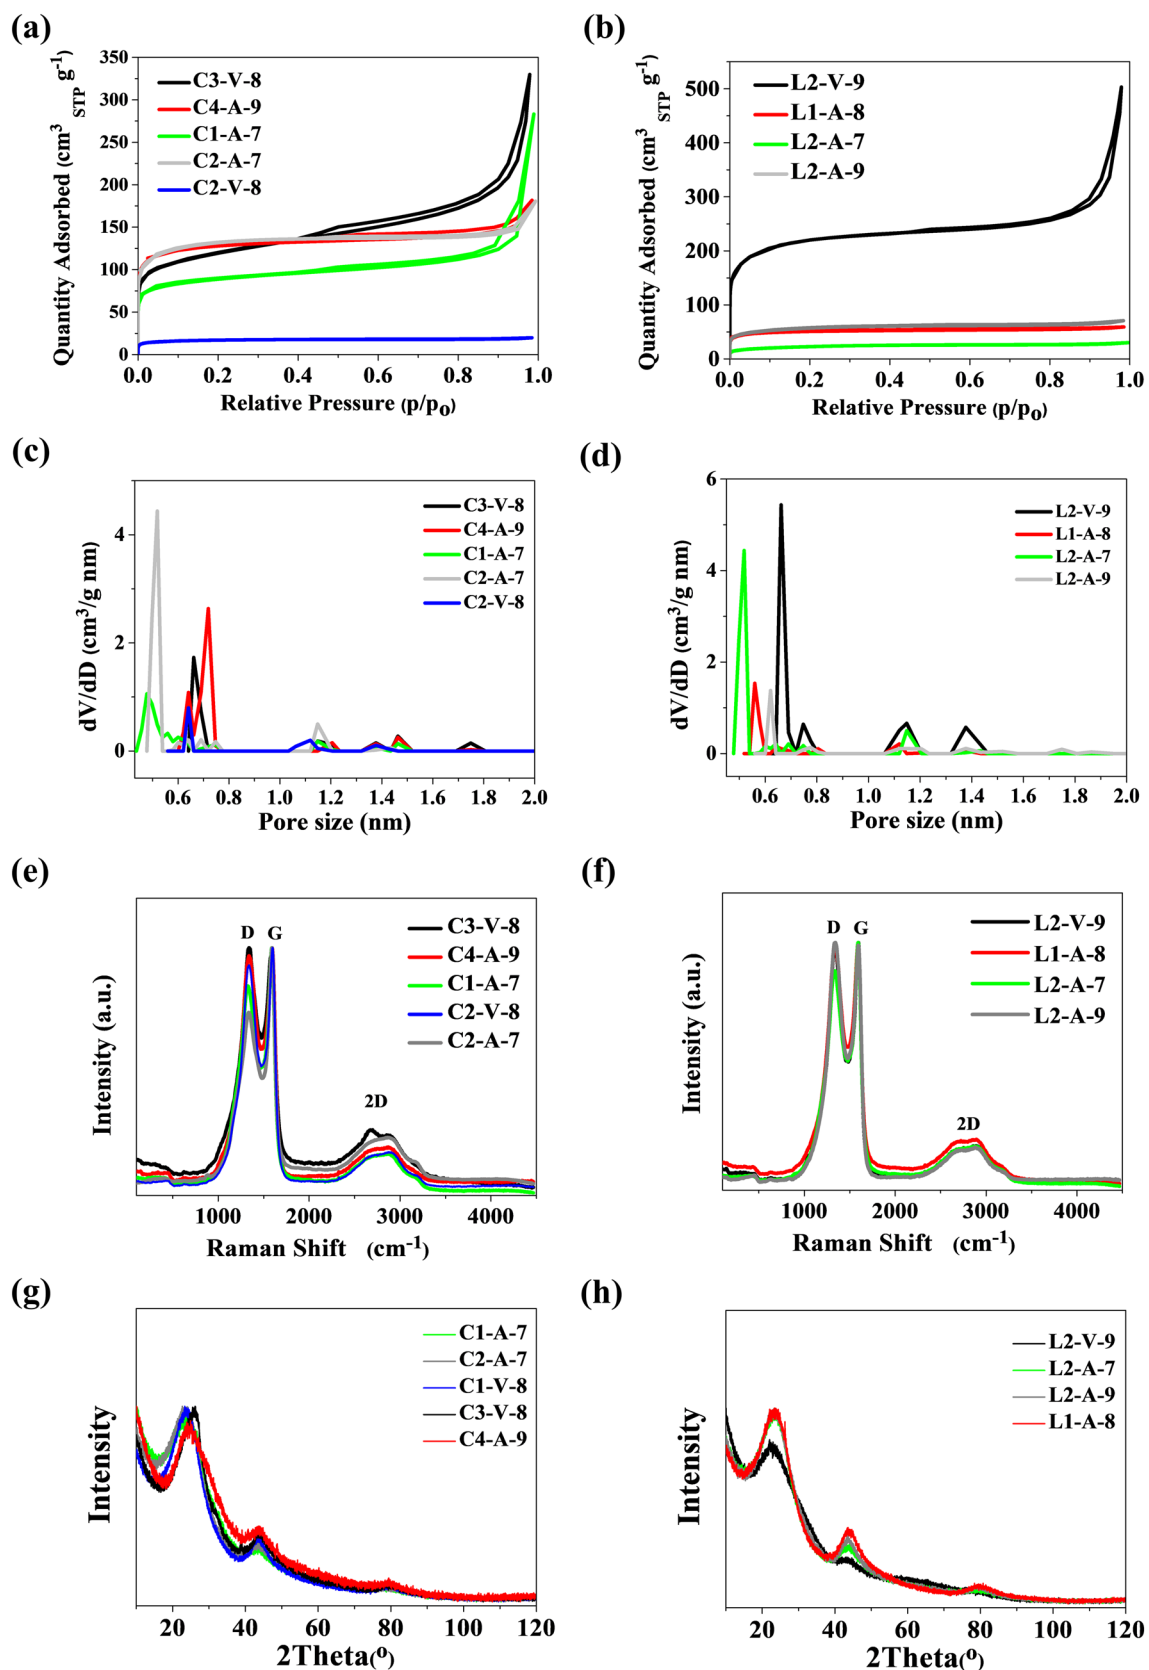 (a)
350
300
250
200
150
100
50
0
Quantity Adsorbed (cm³ STP g⁻¹)
C3-V-8
C4-A-9
C1-A-7
C2-A-7
C2-V-8
0.0 0.2 0.4 0.6 0.8 1.0
Relative Pressure (p/po)
(b)
500
400
300
200
100
0
Quantity Adsorbed (cm³ STP g⁻¹)
L2-V-9
L1-A-8
L2-A-7
L2-A-9
0.0 0.2 0.4 0.6 0.8 1.0
Relative Pressure (p/po)
(c)
4
2
0
dV/dD (cm³/g nm)
C3-V-8
C4-A-9
C1-A-7
C2-A-7
C2-V-8
0.6 0.8 1.0 1.2 1.4 1.6 1.8 2.0
Pore size (nm)
(d)
6
4
2
0
dV/dD (cm³/g nm)
L2-V-9
L1-A-8
L2-A-7
L2-A-9
0.6 0.8 1.0 1.2 1.4 1.6 1.8 2.0
Pore size (nm)
(e)
Intensity (a.u.)
D G
2D
C3-V-8
C4-A-9
C1-A-7
C2-V-8
C2-A-7
1000 2000 3000 4000
Raman Shift (cm⁻¹)
(f)
Intensity (a.u.)
D G
2D
L2-V-9
L1-A-8
L2-A-7
L2-A-9
1000 2000 3000 4000
Raman Shift (cm⁻¹)
(g)
Intensity
C1-A-7
C2-A-7
C1-V-8
C3-V-8
C4-A-9
20 40 60 80 100 120
2Theta(º)
(h)
Intensity
L2-V-9
L2-A-7
L2-A-9
L1-A-8
20 40 60 80 100 120
2Theta(º)